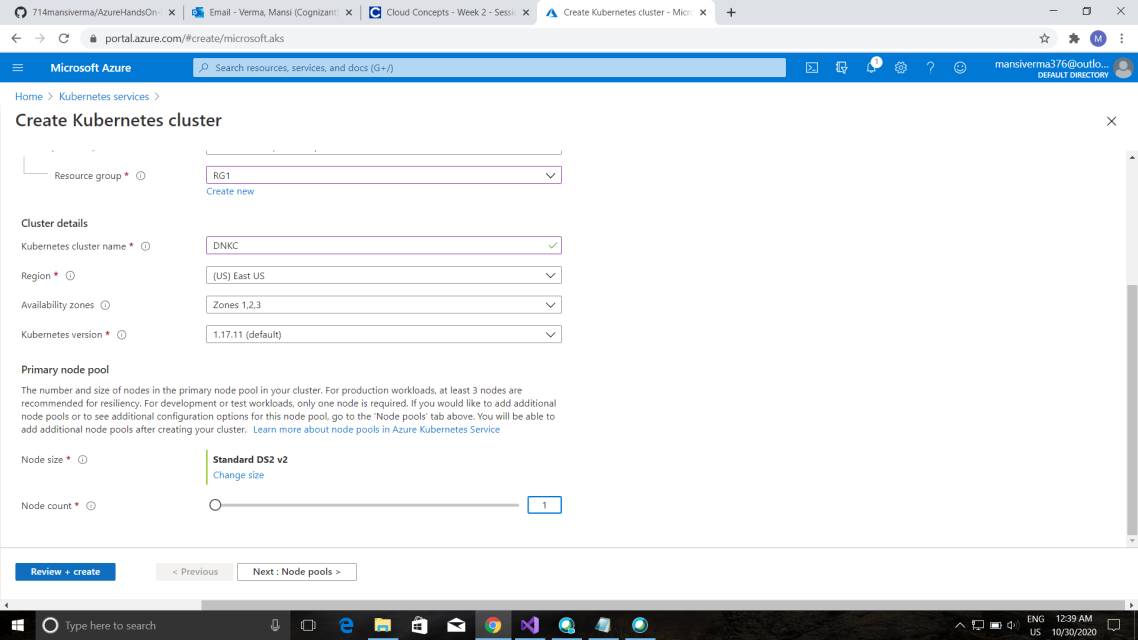 714mansiverma/AzureHandsOn-
Email - Verma, Mansi (Cognizant)
Cloud Concepts - Week 2 - Sessi
Create Kubernetes cluster - Micro
portal.azure.com/#create/microsoft.aks
M
Microsoft Azure
Search resources, services, and docs (G+/)
1
mansiverma376@outlo...
DEFAULT DIRECTORY
Home > Kubernetes services >
Create Kubernetes cluster
Resource group *
RG1
Create new
Cluster details
Kubernetes cluster name *
DNKC
Region *
(US) East US
Availability zones
Zones 1,2,3
Kubernetes version *
1.17.11 (default)
Primary node pool
The number and size of nodes in the primary node pool in your cluster. For production workloads, at least 3 nodes are
recommended for resiliency. For development or test workloads, only one node is required. If you would like to add additional
node pools or to see additional configuration options for this node pool, go to the 'Node pools' tab above. You will be able to
add additional node pools after creating your cluster. Learn more about node pools in Azure Kubernetes Service
Node size *
Standard DS2 v2
Change size
Node count *
1
Review + create
< Previous
Next : Node pools >
Type here to search
ENG
US
12:39 AM
10/30/2020